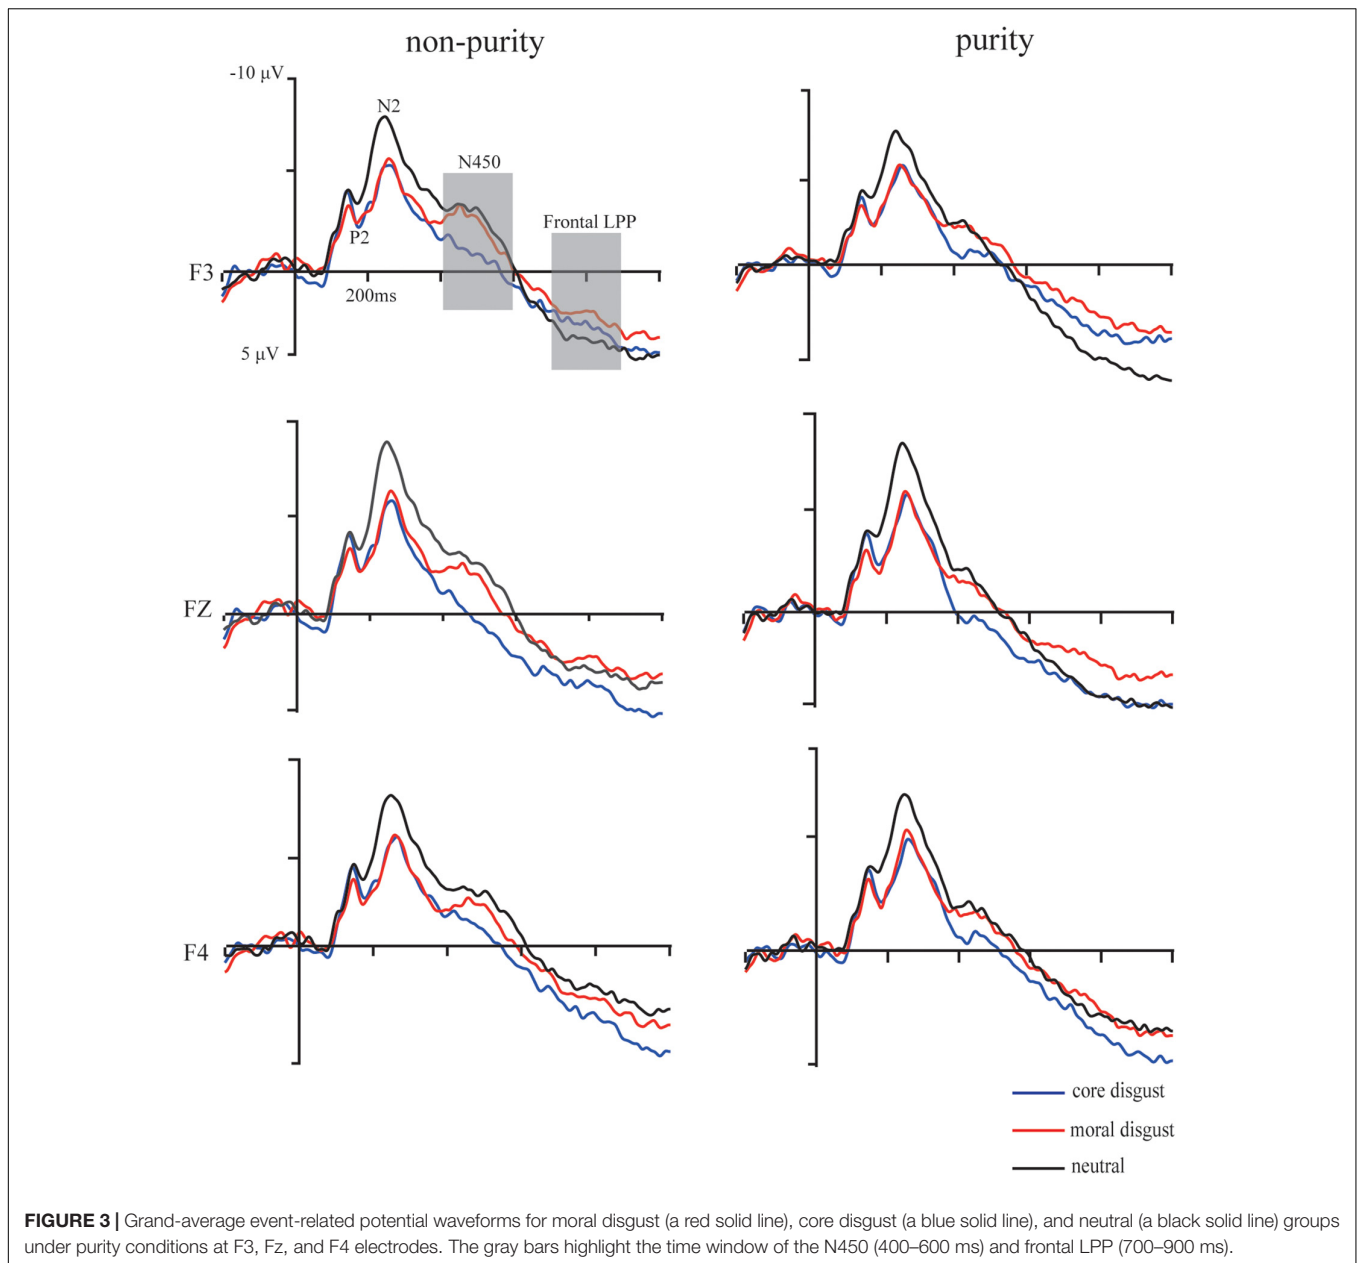 non-purity
purity
-10 μV
N2
N450
Frontal LPP
P2
F3
200ms
5 μV
FZ
F4
core disgust
moral disgust
neutral
FIGURE 3 | Grand-average event-related potential waveforms for moral disgust (a red solid line), core disgust (a blue solid line), and neutral (a black solid line) groups
under purity conditions at F3, Fz, and F4 electrodes. The gray bars highlight the time window of the N450 (400–600 ms) and frontal LPP (700–900 ms).